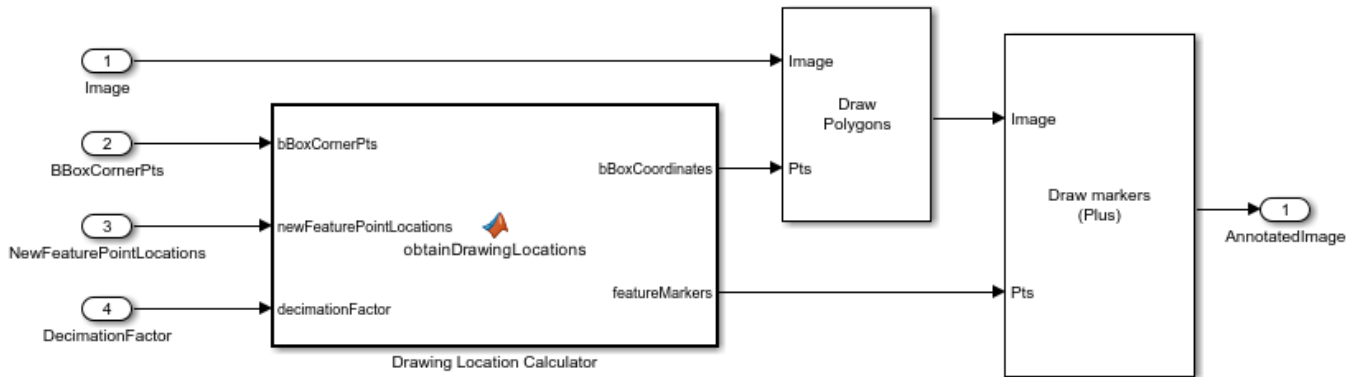 1
Image
2
BBoxCornerPts
3
NewFeaturePointLocations
4
DecimationFactor
bBoxCornerPts
newFeaturePointLocations
decimationFactor
obtainDrawingLocations
bBoxCoordinates
featureMarkers
Drawing Location Calculator
Image
Draw
Polygons
Pts
Image
Draw markers
(Plus)
Pts
1
AnnotatedImage